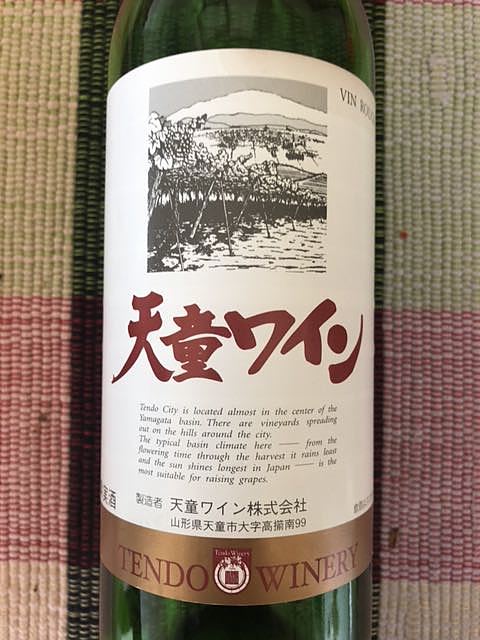 VIN ROU
天童ワイン
Tendo City is located almost in the center of the
Yamagata basin. There are vineyards spreading
out on the hills around the city.
The typical basin climate here —— from the
flowering time through the harvest it rains least
and the sun shines longest in Japan —— is the
most suitable for raising grapes.
実酒
製造者 天童ワイン株式会社
山形県天童市大字高擶南99
Tendo Winery
TENDO WINERY